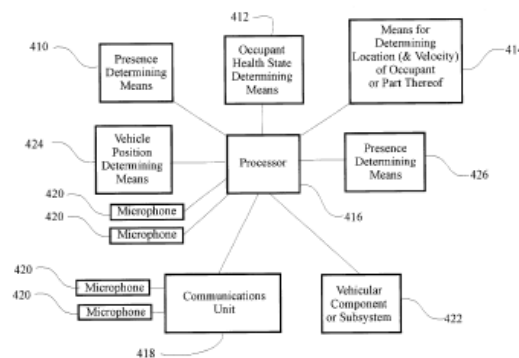 412
410
Presence
Determining
Means
Occupant
Health State
Determining
Means
Means for
Determining
Location (& Velocity)
of Occupant
or Part Thereof
414
424
Vehicle
Position
Determining
Means
Processor
Presence
Determining
Means
426
420
Microphone
416
420
Microphone
420
Microphone
420
Microphone
Communications
Unit
418
Vehicular
Component
or Subsystem
422